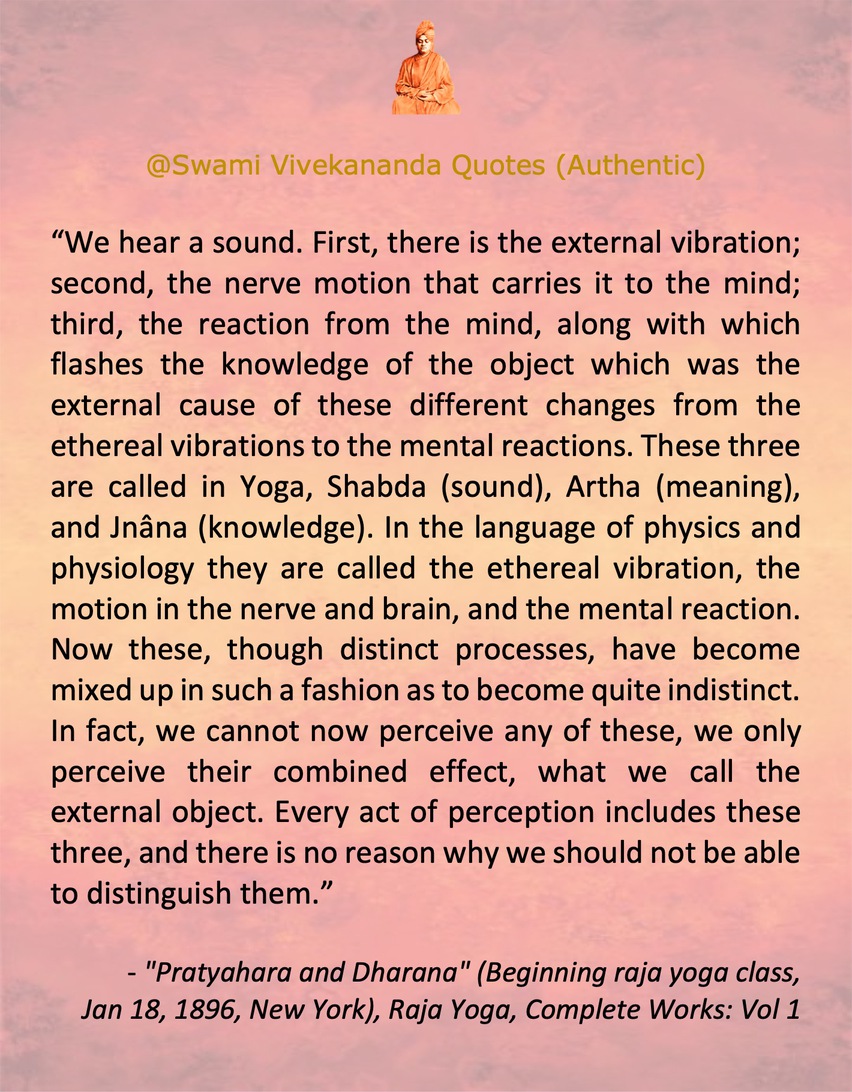 @Swami Vivekananda Quotes (Authentic)
“We hear a sound. First, there is the external vibration;
second, the nerve motion that carries it to the mind;
third, the reaction from the mind, along with which
flashes the knowledge of the object which was the
external cause of these different changes from the
ethereal vibrations to the mental reactions. These three
are called in Yoga, Shabda (sound), Artha (meaning),
and Jnâna (knowledge). In the language of physics and
physiology they are called the ethereal vibration, the
motion in the nerve and brain, and the mental reaction.
Now these, though distinct processes, have become
mixed up in such a fashion as to become quite indistinct.
In fact, we cannot now perceive any of these, we only
perceive their combined effect, what we call the
external object. Every act of perception includes these
three, and there is no reason why we should not be able
to distinguish them.”
- "Pratyahara and Dharana" (Beginning raja yoga class,
Jan 18, 1896, New York), Raja Yoga, Complete Works: Vol 1